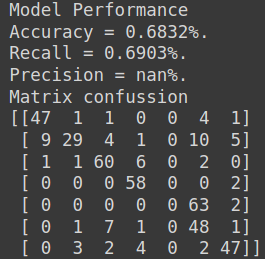 Model Performance
Accuracy = 0.6832%.
Recall = 0.6903%.
Precision = nan%.
Matrix confussion
[[47 1 1 0 0 4 1]
[ 9 29 4 1 0 10 5]
[ 1 1 60 6 0 2 0]
[ 0 0 0 58 0 0 2]
[ 0 0 0 0 0 63 2]
[ 0 1 7 1 0 48 1]
[ 0 3 2 4 0 2 47]]